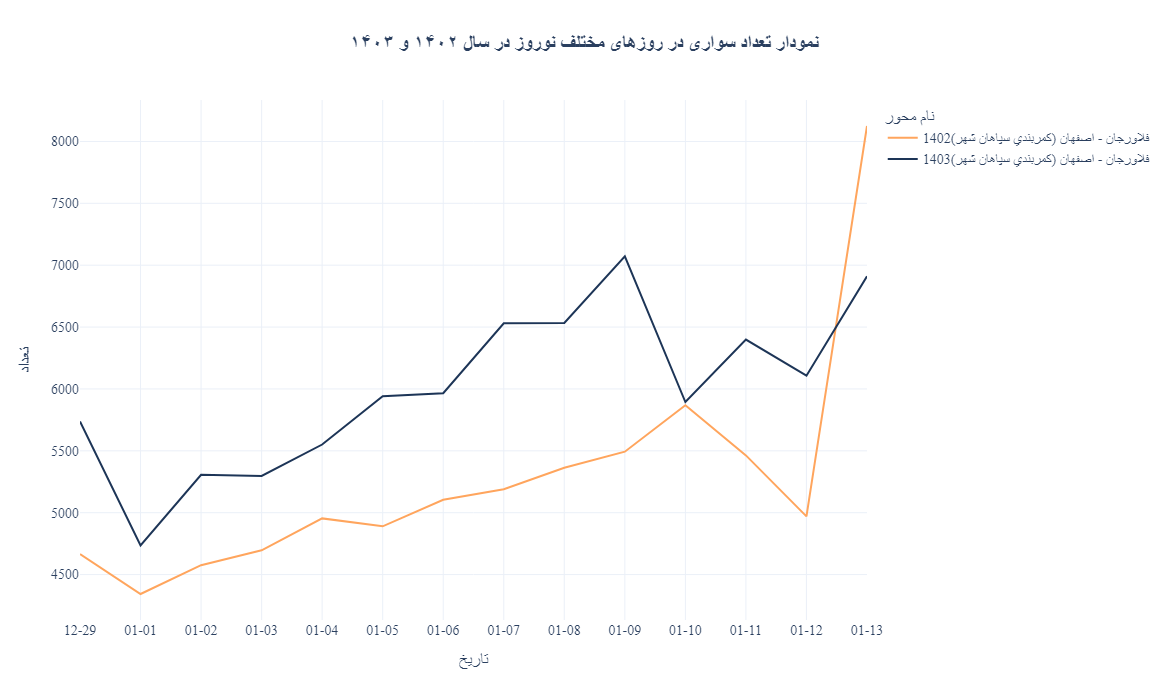 نمودار تعداد سواری در روزهای مختلف نوروز در سال ۱۴۰۲ و ۱۴۰۳
نام محور
فلاورجان - اصفهان (كمربندي سپاهان شهر)1402
فلاورجان - اصفهان (كمربندي سپاهان شهر)1403
8000
7500
7000
6500
6000
5500
5000
4500
تعداد
12-29 01-01 01-02 01-03 01-04 01-05 01-06 01-07 01-08 01-09 01-10 01-11 01-12 01-13
تاریخ